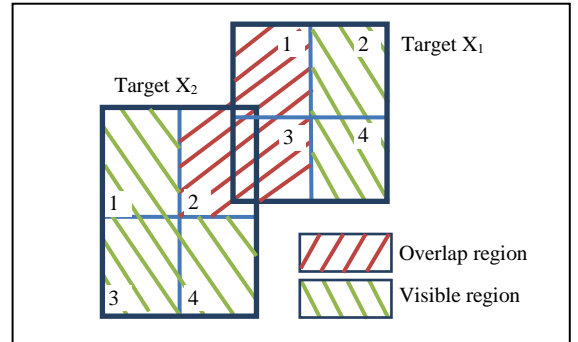 1 2 Target X₁
Target X₂
3 4
1 2
3 4
Overlap region
Visible region